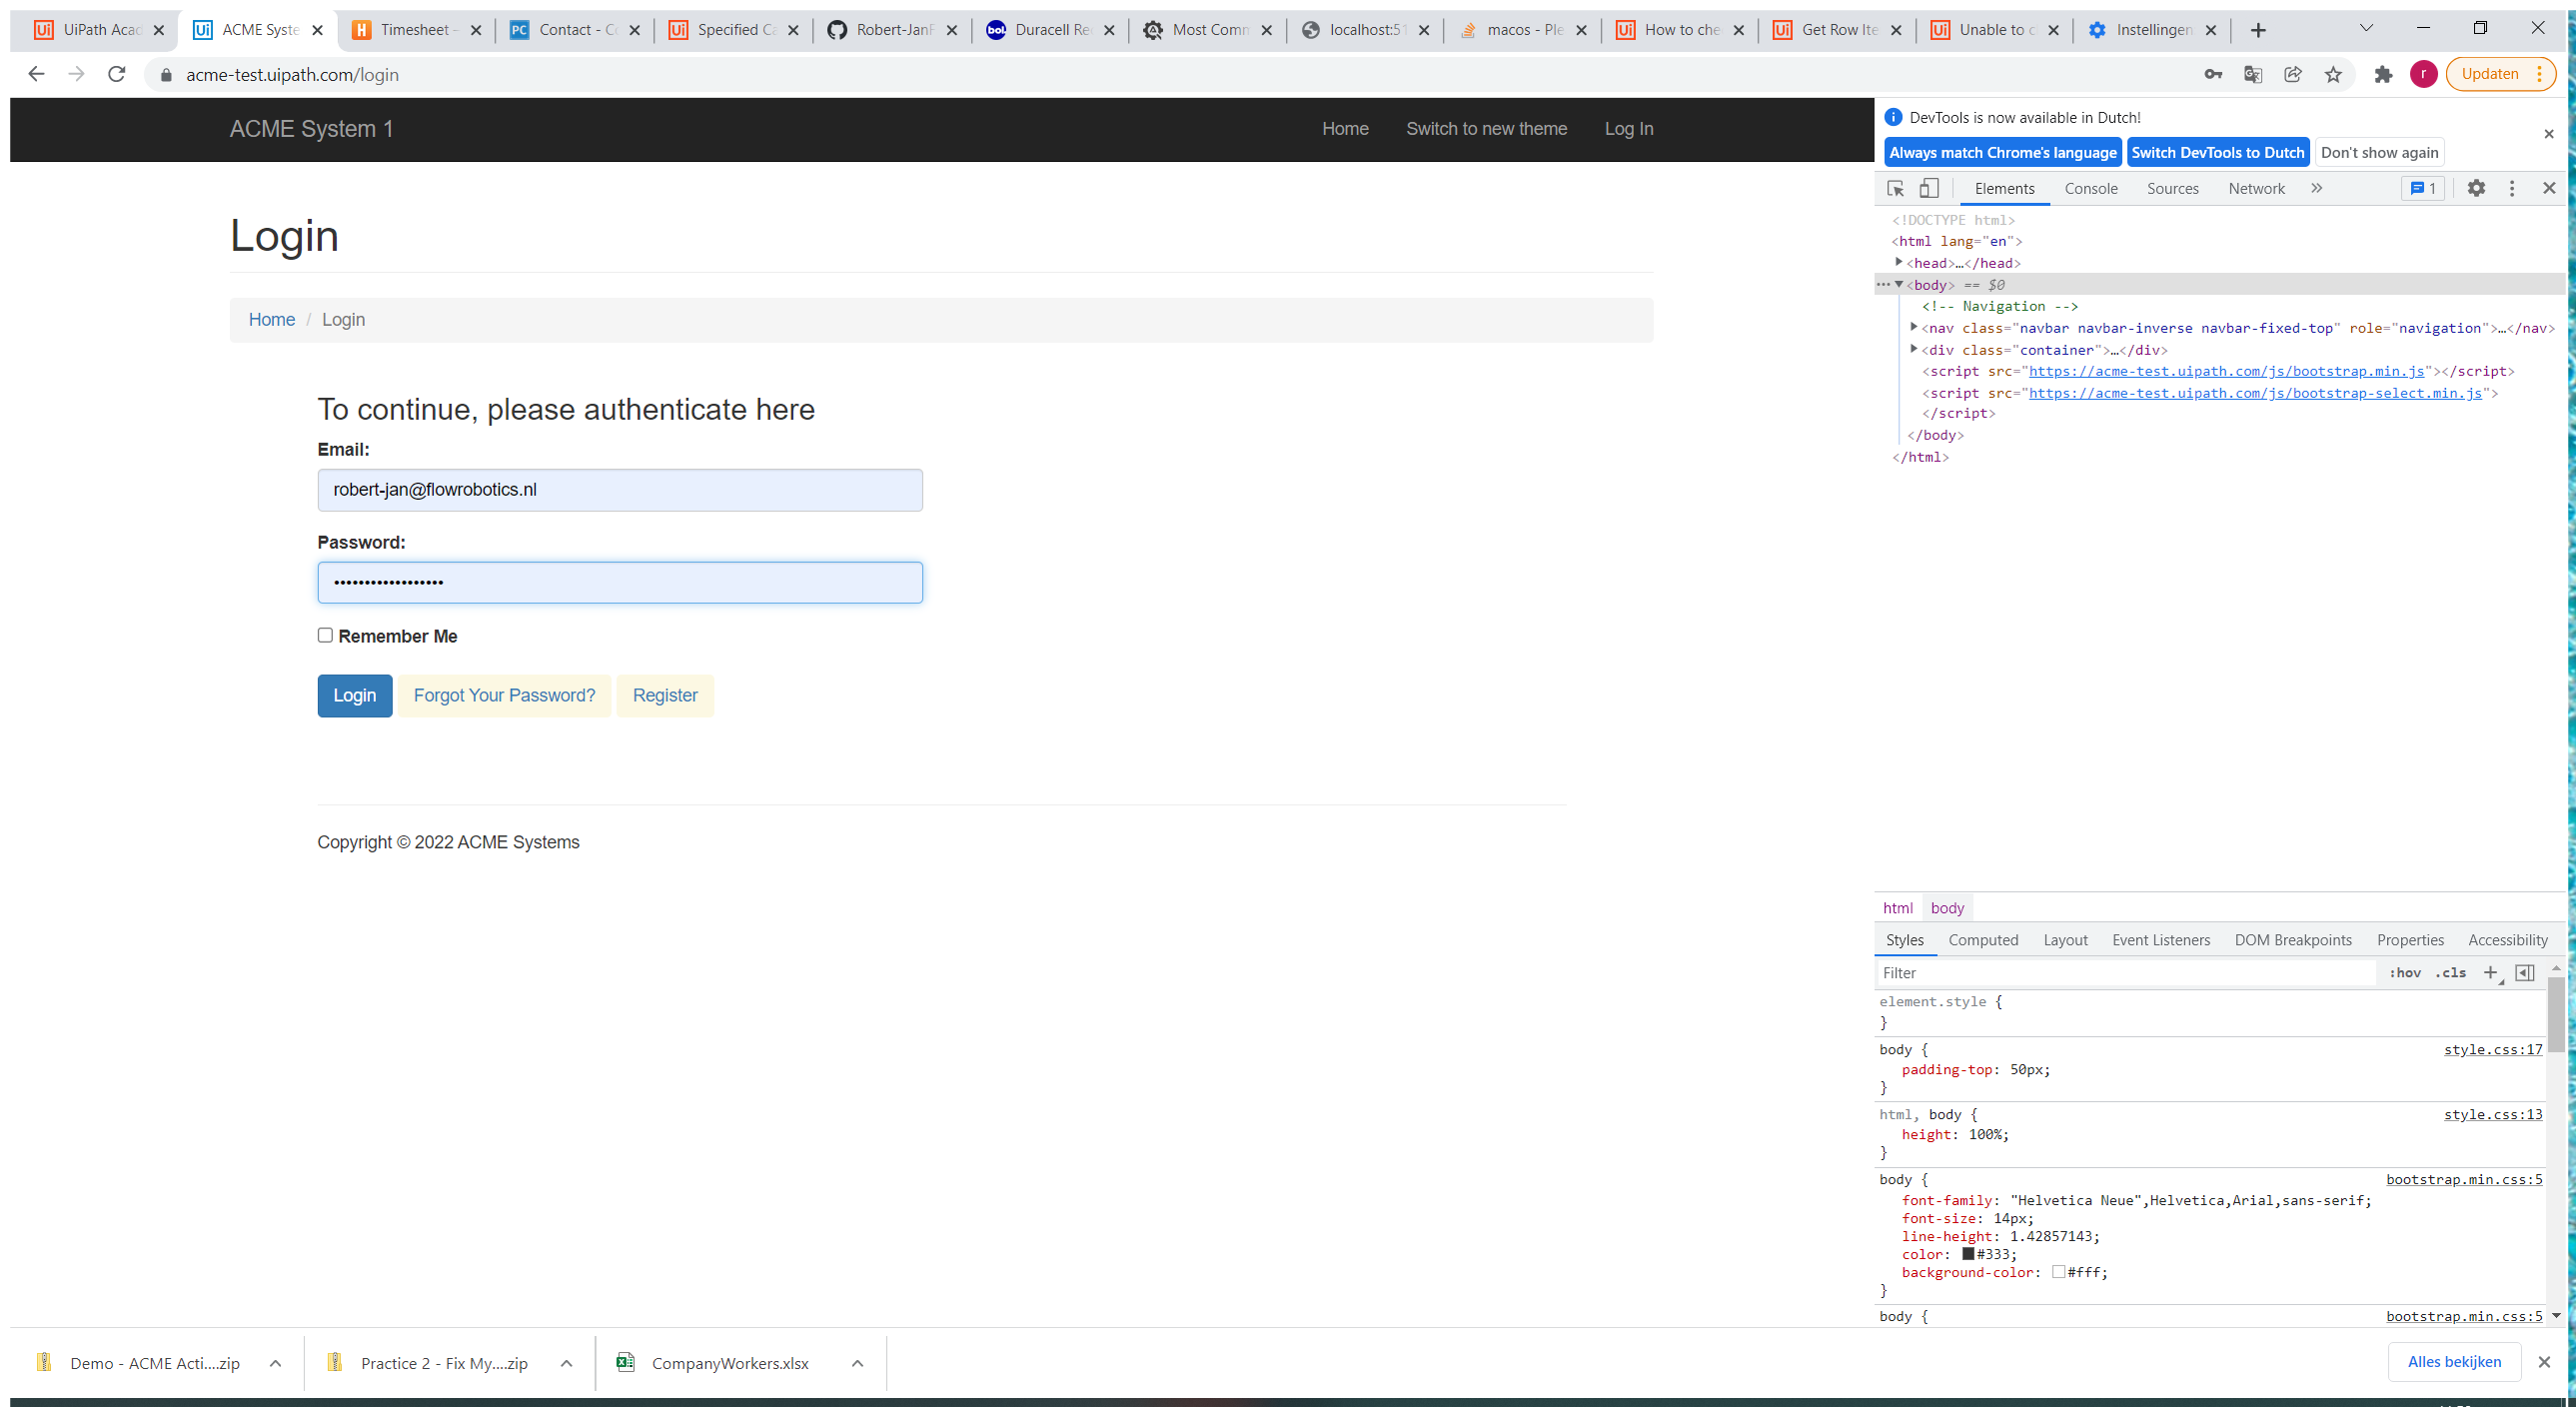 UiPath Acad
ACME Syste
Timesheet -
Contact - Co
Specified Ca
Robert-JanF
Duracell Re
Most Comm
localhost:51
macos - Ple
How to che
Get Row Ite
Unable to c
Instellingen
acme-test.uipath.com/login
Updaten
ACME System 1
Home
Switch to new theme
Log In
Login
Home / Login
To continue, please authenticate here
Email:
robert-jan@flowrobotics.nl
Password:
••••••••••••••••••
Remember Me
Login
Forgot Your Password?
Register
Copyright © 2022 ACME Systems
DevTools is now available in Dutch!
Always match Chrome's language
Switch DevTools to Dutch
Don't show again
Elements
Console
Sources
Network
1
<!DOCTYPE html>
<html lang="en">
<head>…</head>
<body> == $0
<!-- Navigation -->
<nav class="navbar navbar-inverse navbar-fixed-top" role="navigation">…</nav>
<div class="container">…</div>
<script src="https://acme-test.uipath.com/js/bootstrap.min.js"></script>
<script src="https://acme-test.uipath.com/js/bootstrap-select.min.js">
</script>
</body>
</html>
html
body
Styles
Computed
Layout
Event Listeners
DOM Breakpoints
Properties
Accessibility
Filter
:hov
.cls
element.style {
}
body {
style.css:17
padding-top: 50px;
}
html, body {
style.css:13
height: 100%;
}
body {
bootstrap.min.css:5
font-family: "Helvetica Neue",Helvetica,Arial,sans-serif;
font-size: 14px;
line-height: 1.42857143;
color: #333;
background-color: #fff;
}
body {
bootstrap.min.css:5
Demo - ACME Acti....zip
Practice 2 - Fix My....zip
CompanyWorkers.xlsx
Alles bekijken